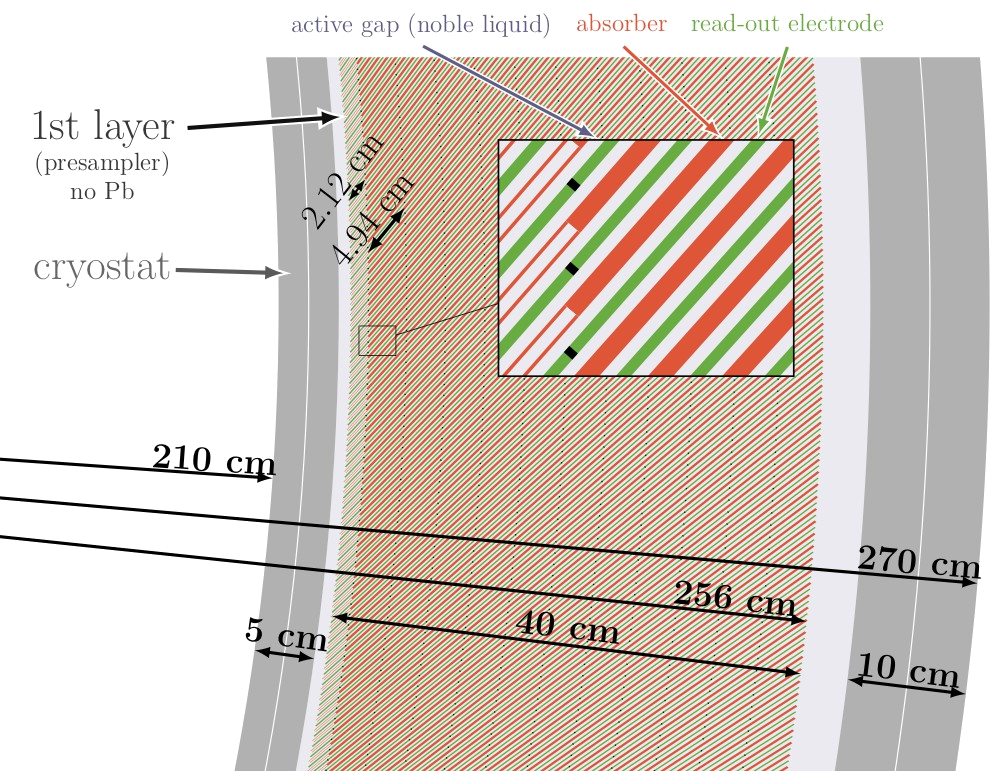 active gap (noble liquid) absorber read-out electrode
1st layer
(presampler)
no Pb
2.12 cm
4.94 cm
cryostat
210 cm
270 cm
256 cm
40 cm
5 cm
10 cm